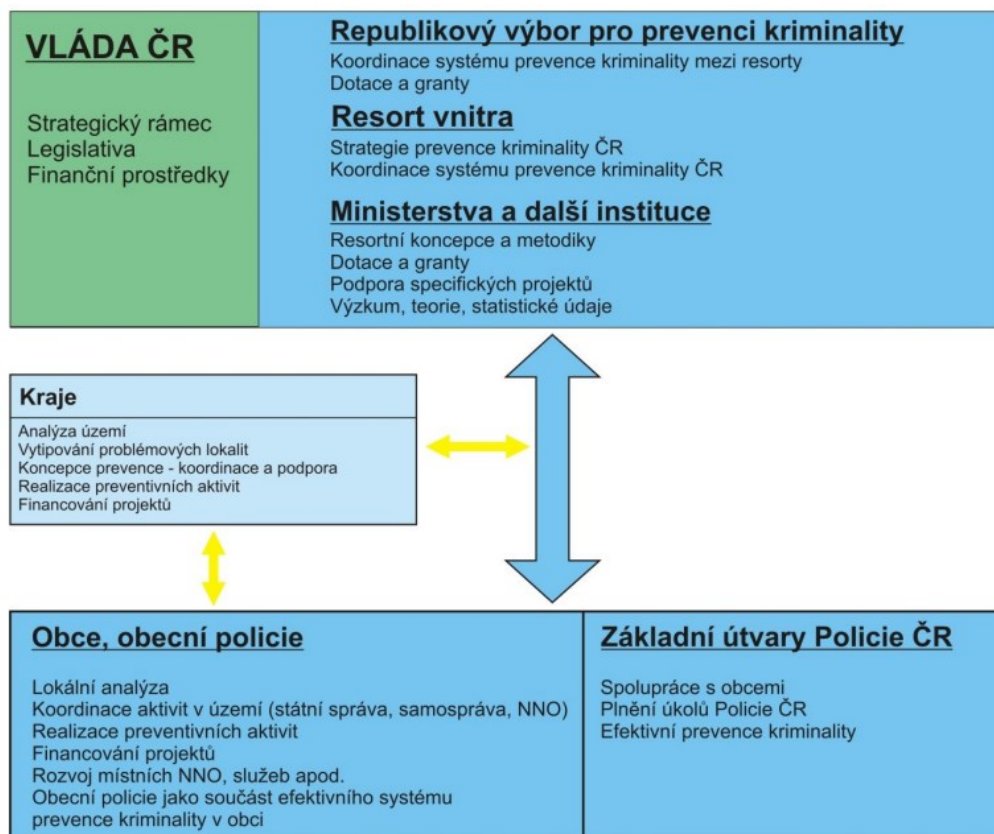 VLÁDA ČR
Strategický rámec
Legislativa
Finanční prostředky
Republikový výbor pro prevenci kriminality
Koordinace systému prevence kriminality mezi resorty
Dotace a granty
Resort vnitra
Strategie prevence kriminality ČR
Koordinace systému prevence kriminality ČR
Ministerstva a další instituce
Resortní koncepce a metodiky
Dotace a granty
Podpora specifických projektů
Výzkum, teorie, statistické údaje
Kraje
Analýza území
Vytipování problémových lokalit
Koncepce prevence - koordinace a podpora
Realizace preventivních aktivit
Financování projektů
Obce, obecní policie
Lokální analýza
Koordinace aktivit v území (státní správa, samospráva, NNO)
Realizace preventivních aktivit
Financování projektů
Rozvoj místních NNO, služeb apod.
Obecní policie jako součást efektivního systému
prevence kriminality v obci
Základní útvary Policie ČR
Spolupráce s obcemi
Plnění úkolů Policie ČR
Efektivní prevence kriminality